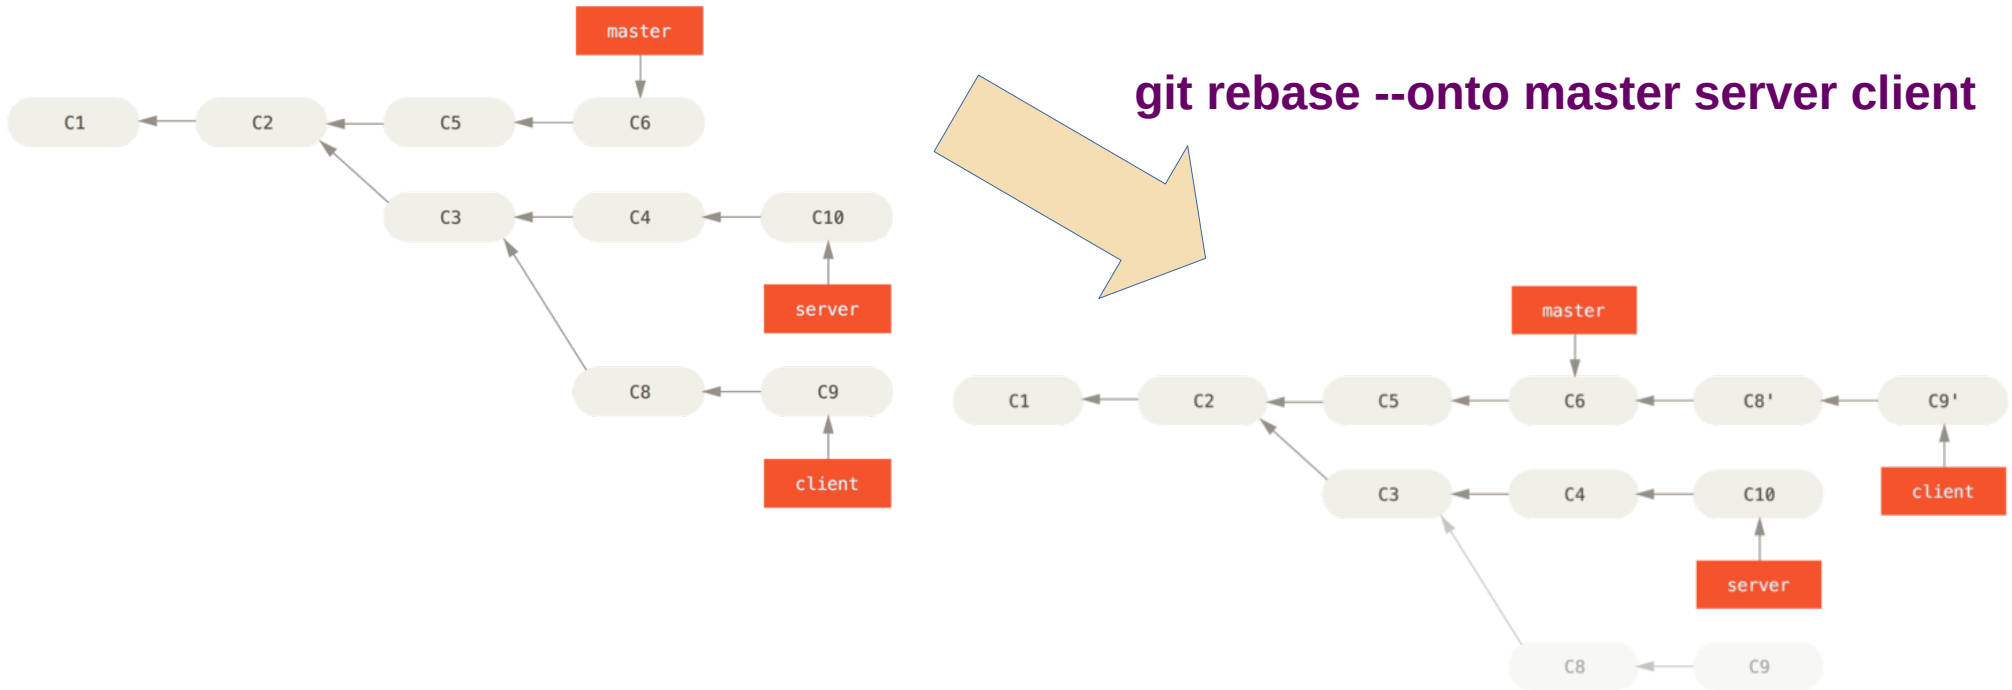 master
git rebase --onto master server client
C1 C2 C5 C6
C3 C4 C10
server
C8 C9
client
master
C1 C2 C5 C6 C8' C9'
C3 C4 C10
client
server
C8 C9